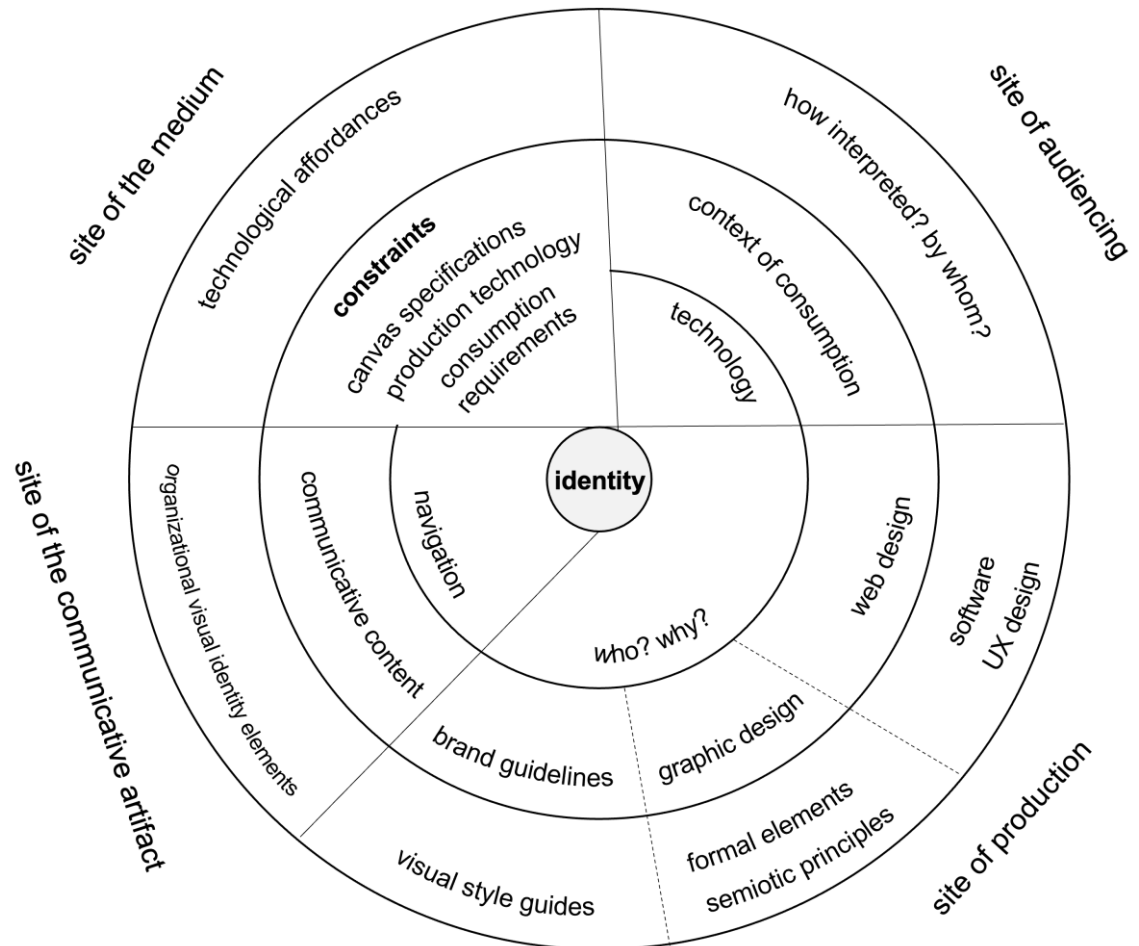 site of the medium
technological affordances
constraints
canvas specifications
production technology
consumption
requirements
site of audiencing
how interpreted? by whom?
context of consumption
technology
identity
site of the communicative artifact
organizational visual identity elements
communicative content
navigation
who? why?
web design
software
UX design
brand guidelines
graphic design
visual style guides
formal elements
semiotic principles
site of production